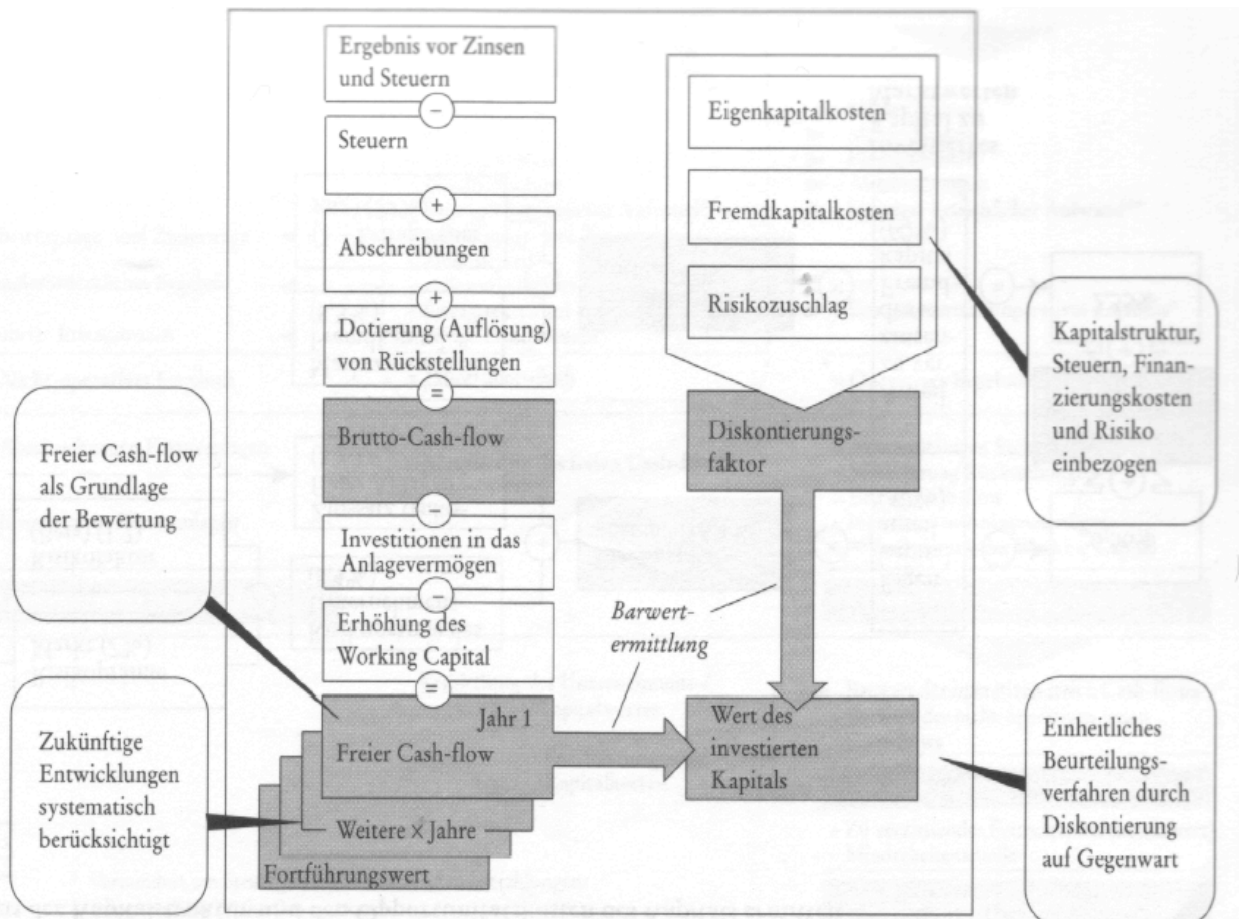 Ergebnis vor Zinsen
und Steuern
–
Steuern
+
Abschreibungen
+
Dotierung (Auflösung)
von Rückstellungen
=
Brutto-Cash-flow
–
Investitionen in das
Anlagevermögen
–
Erhöhung des
Working Capital
=
Jahr 1
Freier Cash-flow
Weitere x Jahre
Fortführungswert
Eigenkapitalkosten
Fremdkapitalkosten
Risikozuschlag
Diskontierungs-
faktor
Barwert-
ermittlung
Wert des
investierten
Kapitals
Freier Cash-flow
als Grundlage
der Bewertung
Zukünftige
Entwicklungen
systematisch
berücksichtigt
Kapitalstruktur,
Steuern, Finan-
zierungskosten
und Risiko
einbezogen
Einheitliches
Beurteilungs-
verfahren durch
Diskontierung
auf Gegenwart